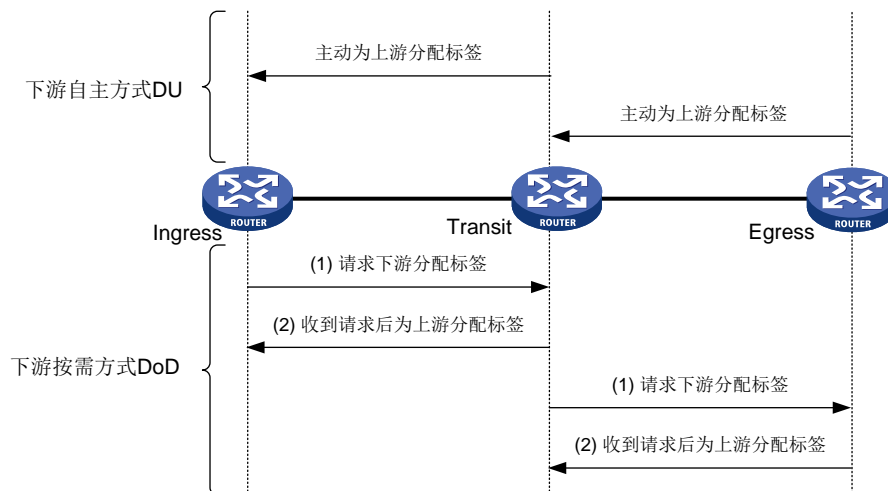 主动为上游分配标签
下游自主方式DU
主动为上游分配标签
ROUTER
ROUTER
ROUTER
Ingress
Transit
Egress
(1) 请求下游分配标签
(2) 收到请求后为上游分配标签
下游按需方式DoD
(1) 请求下游分配标签
(2) 收到请求后为上游分配标签